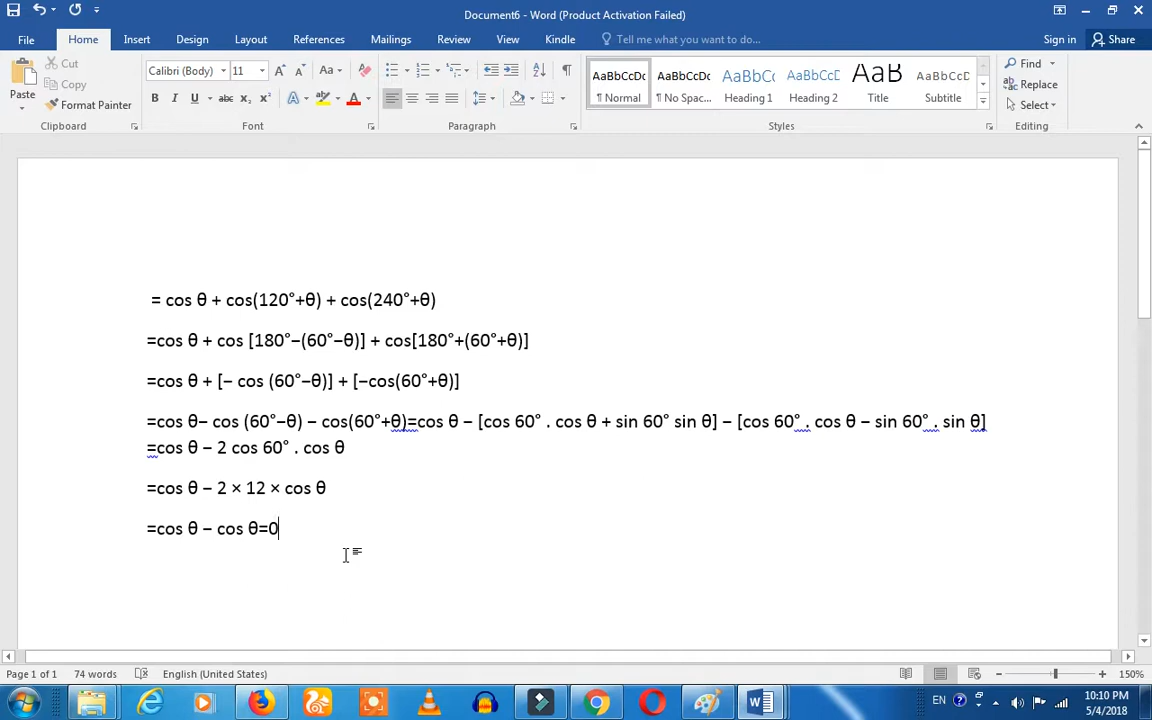 Document6 - Word (Product Activation Failed)
File Home Insert Design Layout References Mailings Review View Kindle Tell me what you want to do... Sign in Share
Paste Cut Copy Format Painter Clipboard
Calibri (Body) 11 Aa B I U abc x₂ x² A A Font
Paragraph
AaBbCcDc ¶ Normal AaBbCcDc ¶ No Spac... AaBbCc Heading 1 AaBbCcD Heading 2 AaB Title AaBbCcD Subtitle Styles
Find Replace Select Editing
= cos θ + cos(120°+θ) + cos(240°+θ)
=cos θ + cos [180°−(60°−θ)] + cos[180°+(60°+θ)]
=cos θ + [− cos (60°−θ)] + [−cos(60°+θ)]
=cos θ− cos (60°−θ) − cos(60°+θ)=cos θ − [cos 60° . cos θ + sin 60° sin θ] − [cos 60° . cos θ − sin 60° . sin θ]
=cos θ − 2 cos 60° . cos θ
=cos θ − 2 × 12 × cos θ
=cos θ − cos θ=0
Page 1 of 1 74 words English (United States) 150%
EN 10:10 PM
5/4/2018